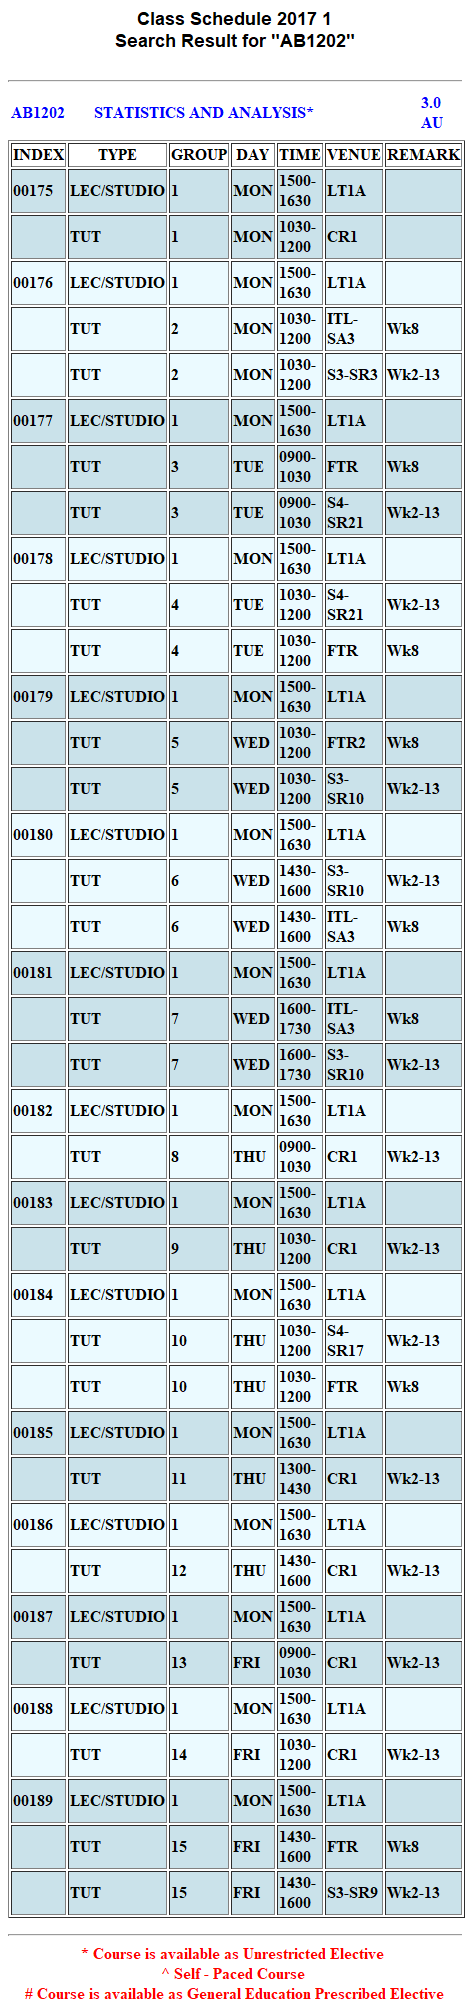 Class Schedule 2017 1
Search Result for "AB1202"
AB1202 STATISTICS AND ANALYSIS* 3.0 AU
INDEX TYPE GROUP DAY TIME VENUE REMARK
00175 LEC/STUDIO 1 MON 1500-1630 LT1A
TUT 1 MON 1030-1200 CR1
00176 LEC/STUDIO 1 MON 1500-1630 LT1A
TUT 2 MON 1030-1200 ITL-SA3 Wk8
TUT 2 MON 1030-1200 S3-SR3 Wk2-13
00177 LEC/STUDIO 1 MON 1500-1630 LT1A
TUT 3 TUE 0900-1030 FTR Wk8
TUT 3 TUE 0900-1030 S4-SR21 Wk2-13
00178 LEC/STUDIO 1 MON 1500-1630 LT1A
TUT 4 TUE 1030-1200 S4-SR21 Wk2-13
TUT 4 TUE 1030-1200 FTR Wk8
00179 LEC/STUDIO 1 MON 1500-1630 LT1A
TUT 5 WED 1030-1200 FTR2 Wk8
TUT 5 WED 1030-1200 S3-SR10 Wk2-13
00180 LEC/STUDIO 1 MON 1500-1630 LT1A
TUT 6 WED 1430-1600 S3-SR10 Wk2-13
TUT 6 WED 1430-1600 ITL-SA3 Wk8
00181 LEC/STUDIO 1 MON 1500-1630 LT1A
TUT 7 WED 1600-1730 ITL-SA3 Wk8
TUT 7 WED 1600-1730 S3-SR10 Wk2-13
00182 LEC/STUDIO 1 MON 1500-1630 LT1A
TUT 8 THU 0900-1030 CR1 Wk2-13
00183 LEC/STUDIO 1 MON 1500-1630 LT1A
TUT 9 THU 1030-1200 CR1 Wk2-13
00184 LEC/STUDIO 1 MON 1500-1630 LT1A
TUT 10 THU 1030-1200 S4-SR17 Wk2-13
TUT 10 THU 1030-1200 FTR Wk8
00185 LEC/STUDIO 1 MON 1500-1630 LT1A
TUT 11 THU 1300-1430 CR1 Wk2-13
00186 LEC/STUDIO 1 MON 1500-1630 LT1A
TUT 12 THU 1430-1600 CR1 Wk2-13
00187 LEC/STUDIO 1 MON 1500-1630 LT1A
TUT 13 FRI 0900-1030 CR1 Wk2-13
00188 LEC/STUDIO 1 MON 1500-1630 LT1A
TUT 14 FRI 1030-1200 CR1 Wk2-13
00189 LEC/STUDIO 1 MON 1500-1630 LT1A
TUT 15 FRI 1430-1600 FTR Wk8
TUT 15 FRI 1430-1600 S3-SR9 Wk2-13
* Course is available as Unrestricted Elective
^ Self - Paced Course
# Course is available as General Education Prescribed Elective